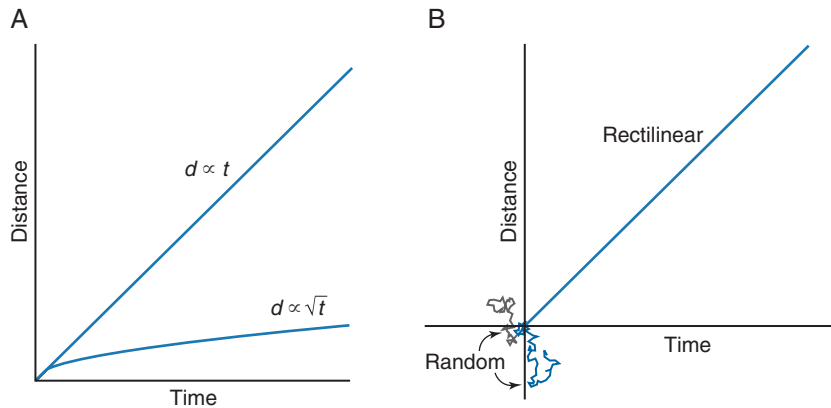 A
Distance
d ∝ t
d ∝ √t
Time
B
Distance
Rectilinear
Time
Random